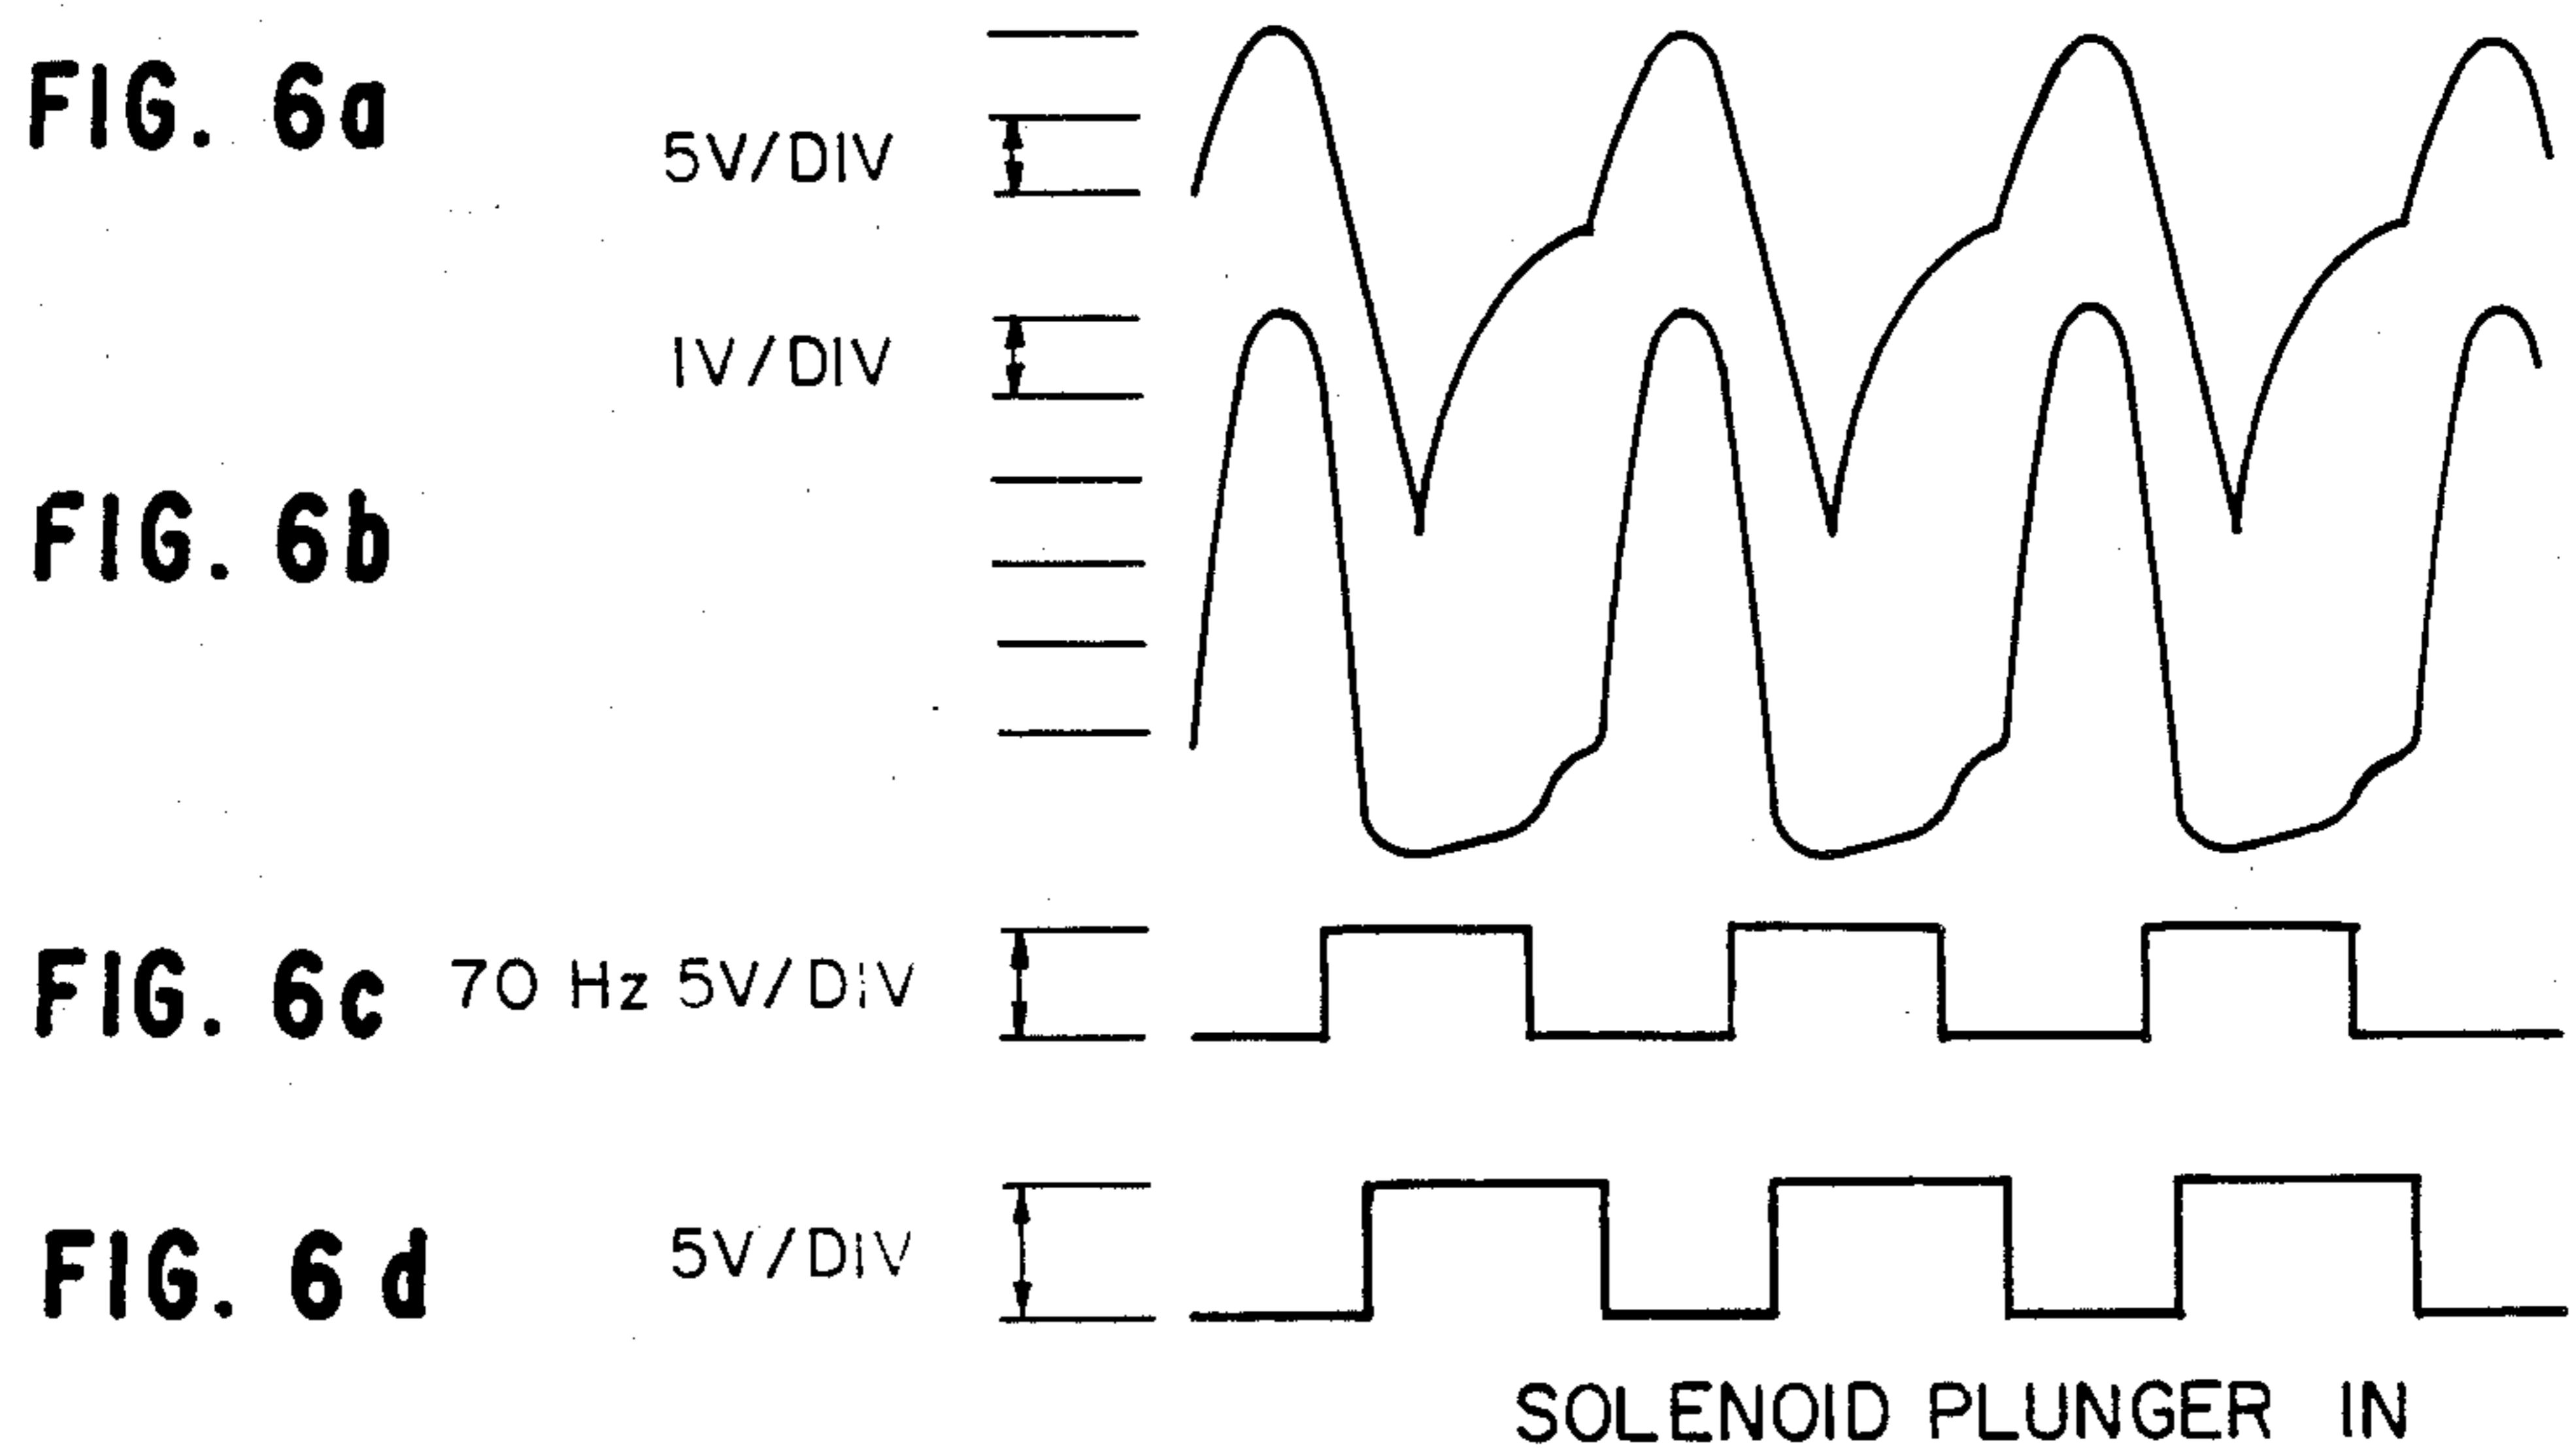 FIG. 6a
5V/DIV
1V/DIV
FIG. 6b
FIG. 6c 70 Hz 5V/DIV
FIG. 6d 5V/DIV
SOLENOID PLUNGER IN